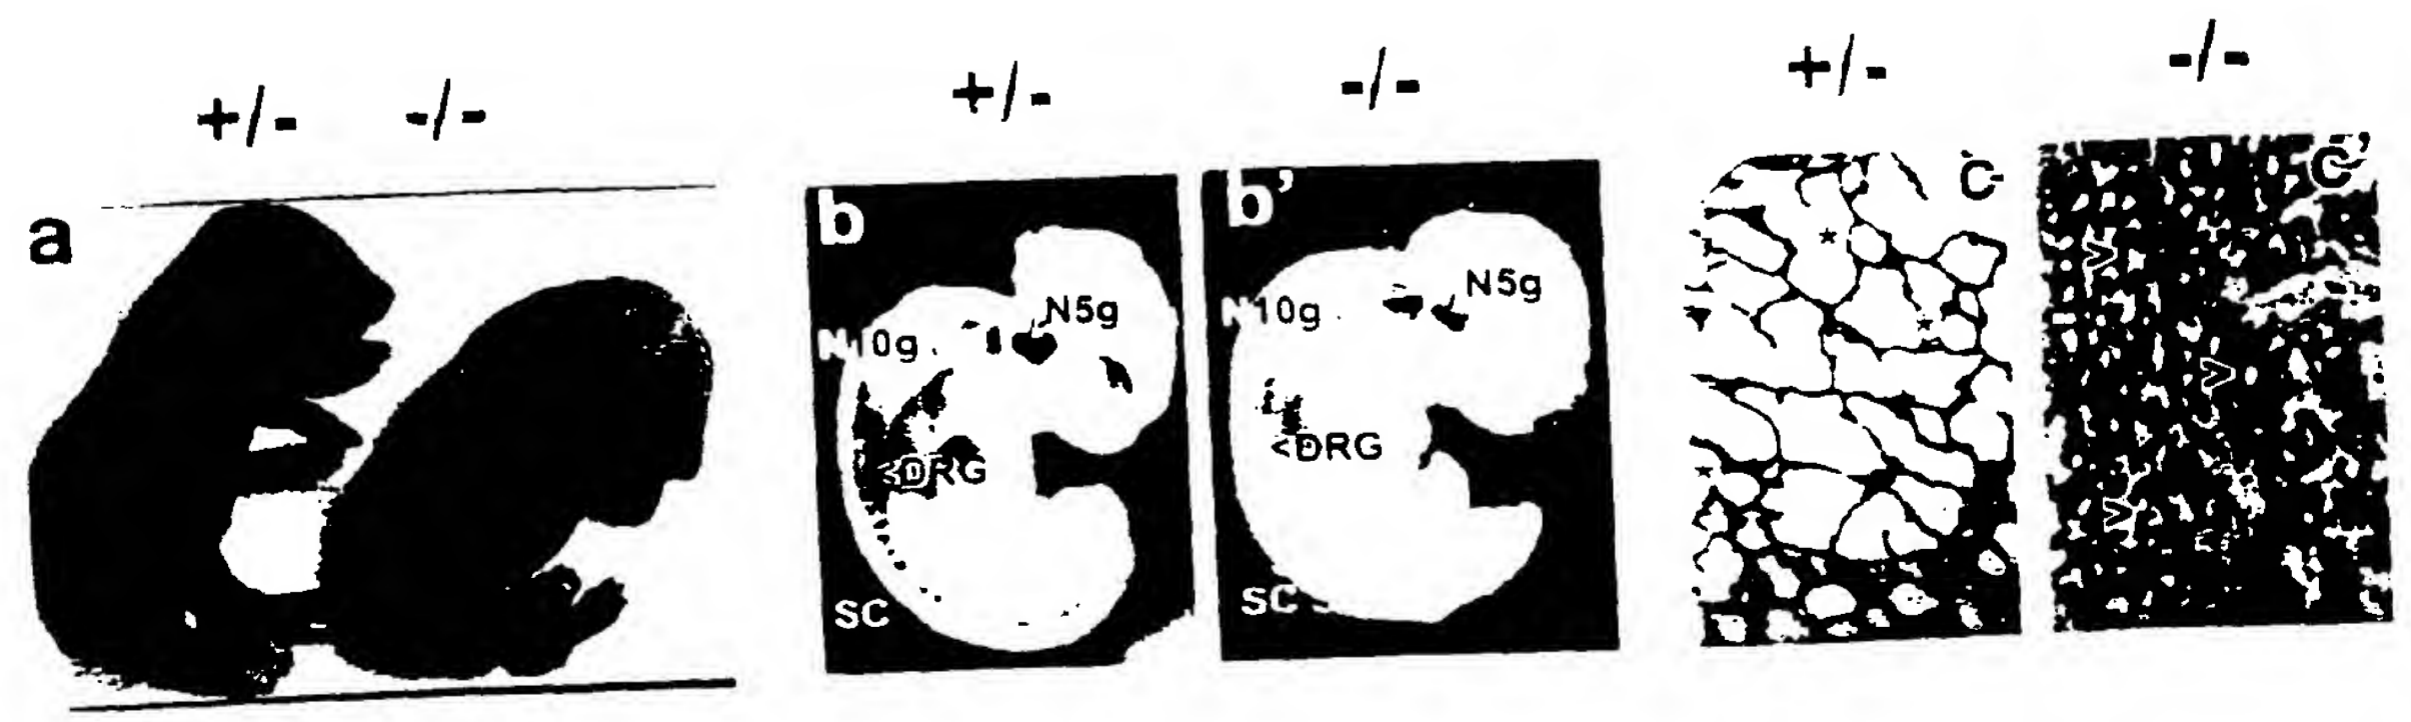 +/- -/- +/- -/- +/- -/-
a b b' c c'
N5g N5g
N10g N10g
<DRG <DRG
SC SC